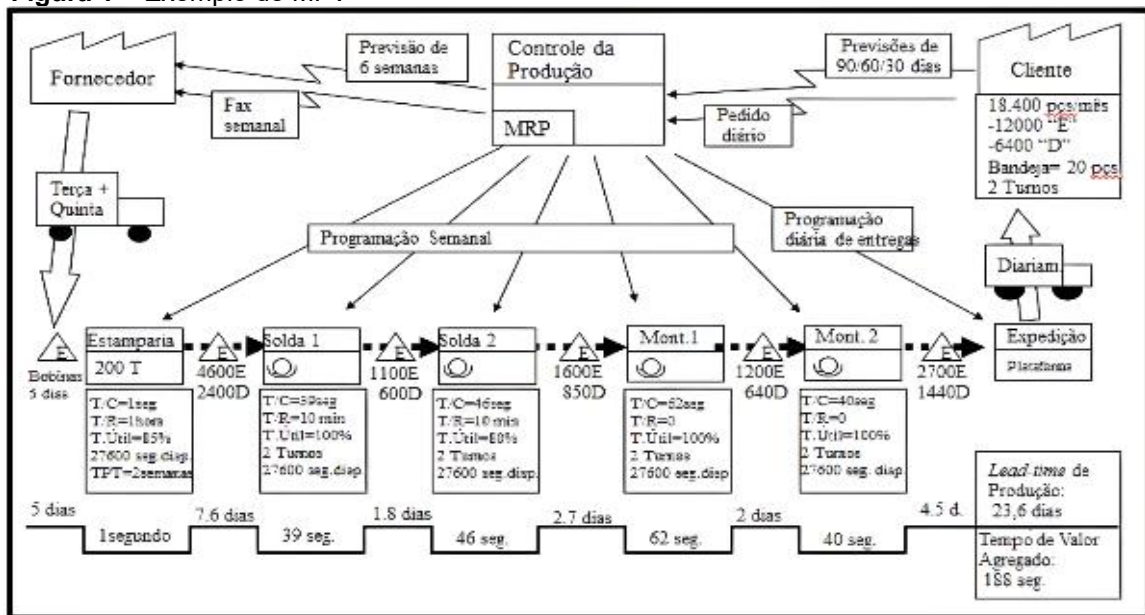 Fornecedor
Previsão de
6 semanas
Fax
semanal
Controle da
Produção
MRP
Previsões de
90/60/30 dias
Pedido
diário
Cliente
18.400 pçs/mês
-12000 "E"
-6400 "D"
Bandeja= 20 pçs
2 Turnos
Terça +
Quinta
Programação Semanal
Programação
diária de entregas
Diariam.
E
Bobinas
5 dias
Estamparia
200 T
E
4600E
2400D
Solda 1
E
1100E
600D
Solda 2
E
1600E
850D
Mont.1
E
1200E
640D
Mont. 2
E
2700E
1440D
Expedição
Plataforma
T/C=1seg
T/R=1hora
T.Útil=85%
27600 seg.disp.
TPT=2semanas
T/C=39seg
T/R=10 min
T.Útil=100%
2 Turnos
27600 seg.disp
T/C=46seg
T/R=10 min
T.Útil=80%
2 Turnos
27600 seg.disp
T/C=62seg
T/R=0
T.Útil=100%
2 Turnos
27600 seg.disp
T/C=40seg
T/R=0
T.Útil=100%
2 Turnos
27600 seg.disp
5 dias
1segundo
7.6 dias
39 seg.
1.8 dias
46 seg.
2.7 dias
62 seg.
2 dias
40 seg.
4.5 d.
Lead-time de
Produção:
23,6 dias
Tempo de Valor
Agregado:
188 seg.